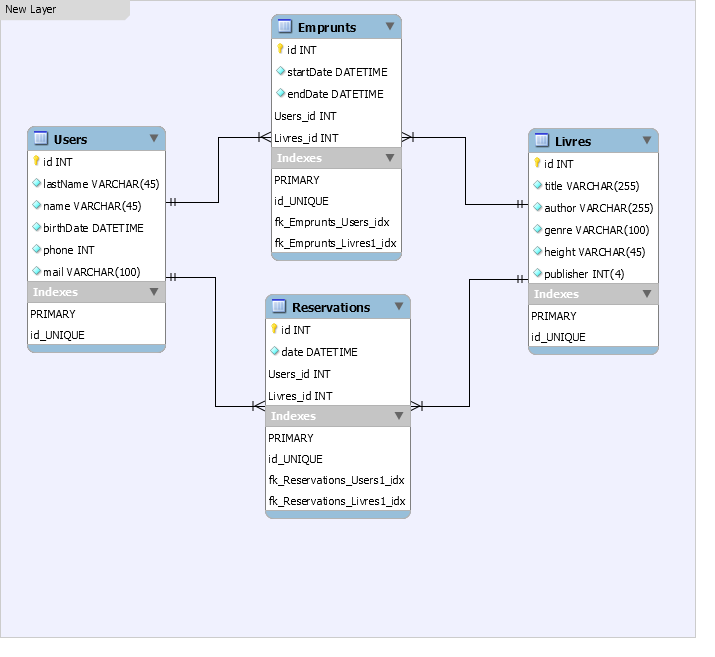 New Layer
Emprunts
id INT
startDate DATETIME
endDate DATETIME
Users_id INT
Livres_id INT
Indexes
PRIMARY
id_UNIQUE
fk_Emprunts_Users_idx
fk_Emprunts_Livres1_idx
Users
id INT
lastName VARCHAR(45)
name VARCHAR(45)
birthDate DATETIME
phone INT
mail VARCHAR(100)
Indexes
PRIMARY
id_UNIQUE
Livres
id INT
title VARCHAR(255)
author VARCHAR(255)
genre VARCHAR(100)
height VARCHAR(45)
publisher INT(4)
Indexes
PRIMARY
id_UNIQUE
Reservations
id INT
date DATETIME
Users_id INT
Livres_id INT
Indexes
PRIMARY
id_UNIQUE
fk_Reservations_Users1_idx
fk_Reservations_Livres1_idx